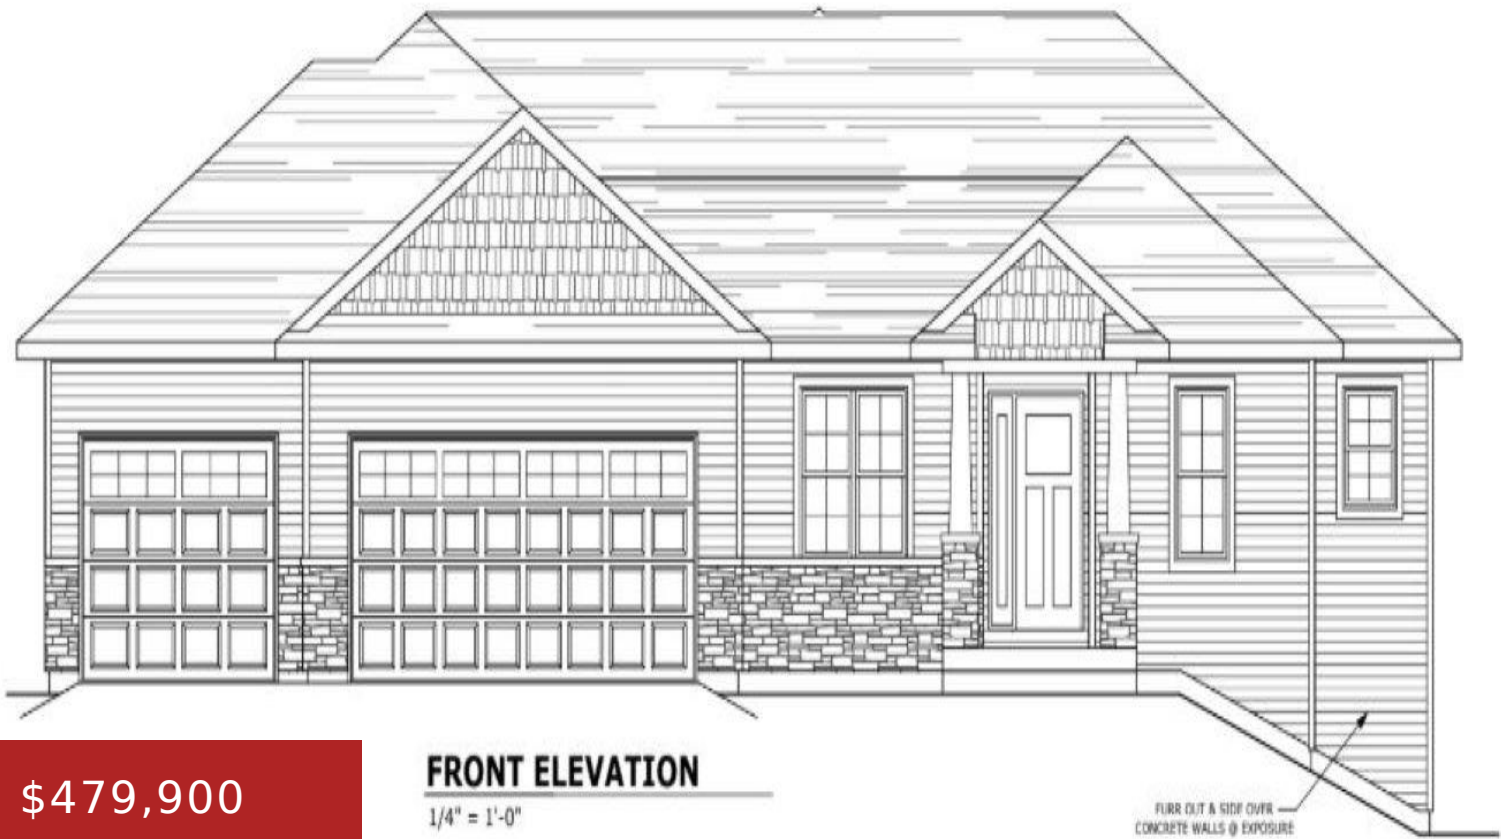 $479,900
FRONT ELEVATION
1/4" = 1'-0"
FURR OUT & SIDE OVER
CONCRETE WALLS @ EXPOSURE